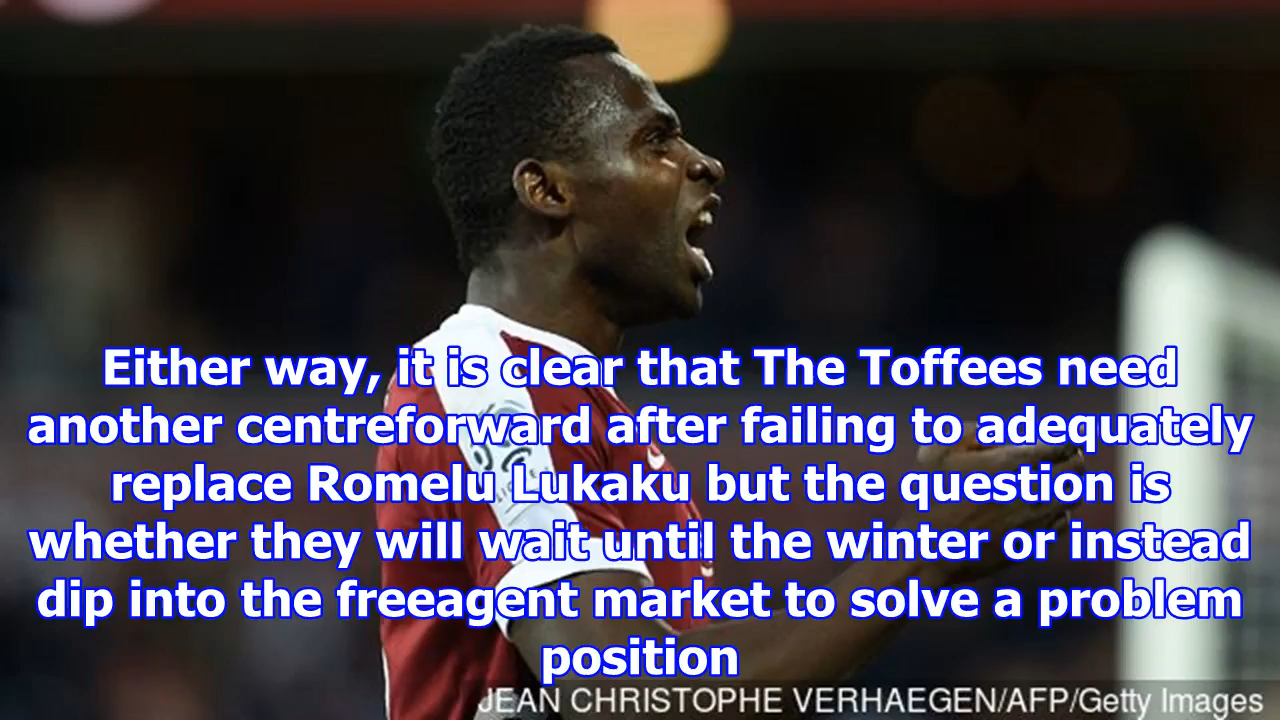 Either way, it is clear that The Toffees need
another centreforward after failing to adequately
replace Romelu Lukaku but the question is
whether they will wait until the winter or instead
dip into the freeagent market to solve a problem
position
JEAN CHRISTOPHE VERHAEGEN/AFP/Getty Images